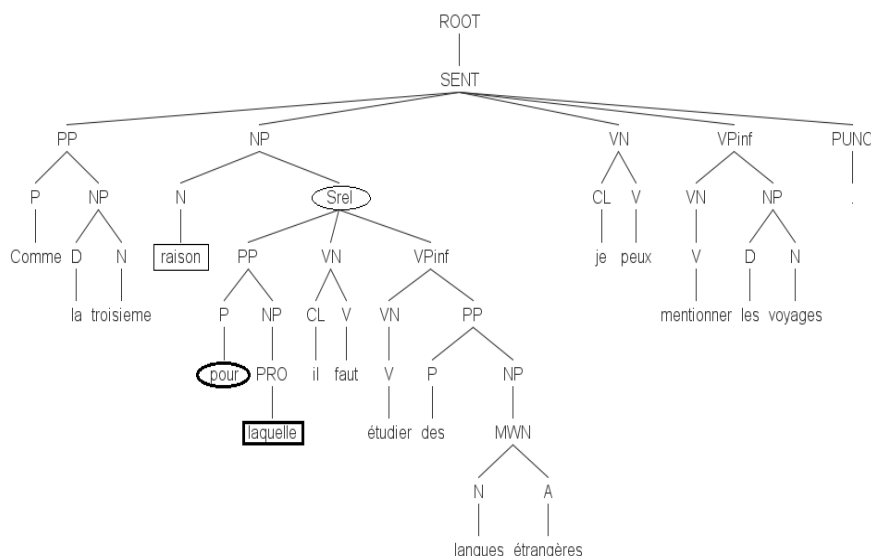 ROOT
SENT
PP NP VN VPinf PUNC
P NP N Srel CL V VN NP .
Comme D N raison PP VN VPinf je peux V D N
la troisieme P NP CL V VN PP mentionner les voyages
pour PRO il faut V P NP
laquelle étudier des MWN
N A
langues étrangères